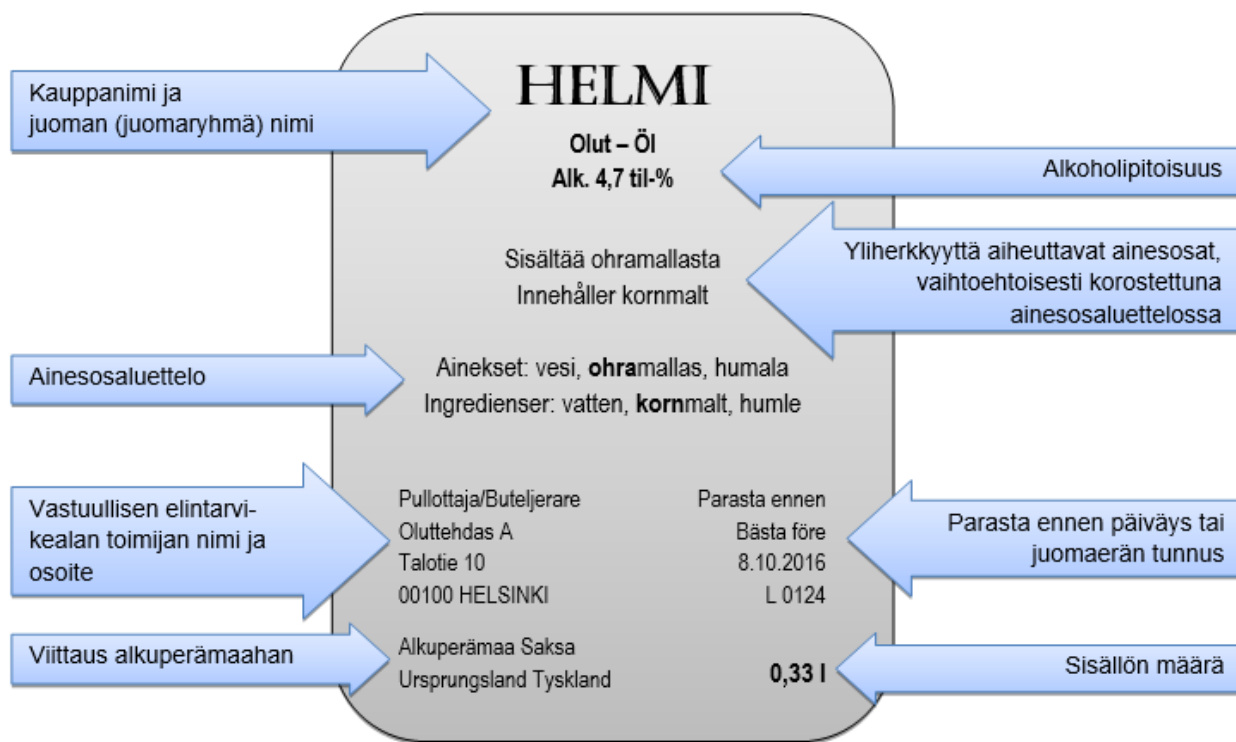 HELMI
Kauppanimi ja
juoman (juomaryhmä) nimi
Olut – Öl
Alk. 4,7 til-%
Alkoholipitoisuus
Sisältää ohramallasta
Innehåller kornmalt
Yliherkkyyttä aiheuttavat ainesosat,
vaihtoehtoisesti korostettuna
ainesosaluettelossa
Ainesosaluettelo
Ainekset: vesi, ohramallas, humala
Ingredienser: vatten, kornmalt, humle
Vastuullisen elintarvi-
kealan toimijan nimi ja
osoite
Pullottaja/Buteljerare
Oluttehdas A
Talotie 10
00100 HELSINKI
Parasta ennen
Bästa före
8.10.2016
L 0124
Parasta ennen päiväys tai
juomaerän tunnus
Viittaus alkuperämaahan
Alkuperämaa Saksa
Ursprungsland Tyskland
0,33 l
Sisällön määrä